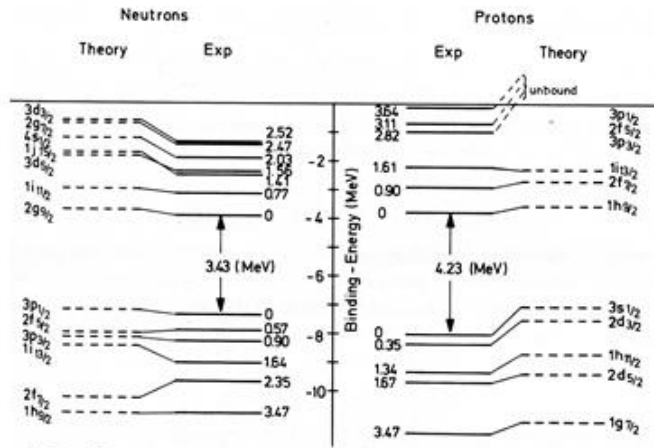 Neutrons
Protons
Theory Exp
Exp Theory
unbound
3d3/2
2g7/2
4s1/2
1j15/2
3d5/2
1i11/2
2g9/2
2.52
2.47
2.03
1.56
1.41
0.77
0
3.43 (MeV)
3p1/2
2f5/2
3p3/2
1i13/2
2f7/2
1h9/2
0
0.57
0.90
1.64
2.35
3.47
Binding-Energy (MeV)
-2
-4
-6
-8
-10
3.64
3.11
2.82
1.61
0.90
0
4.23 (MeV)
0
0.35
1.34
1.67
3.47
3p1/2
2f5/2
3p3/2
1i13/2
2f7/2
1h9/2
3s1/2
2d3/2
1h11/2
2d5/2
1g7/2